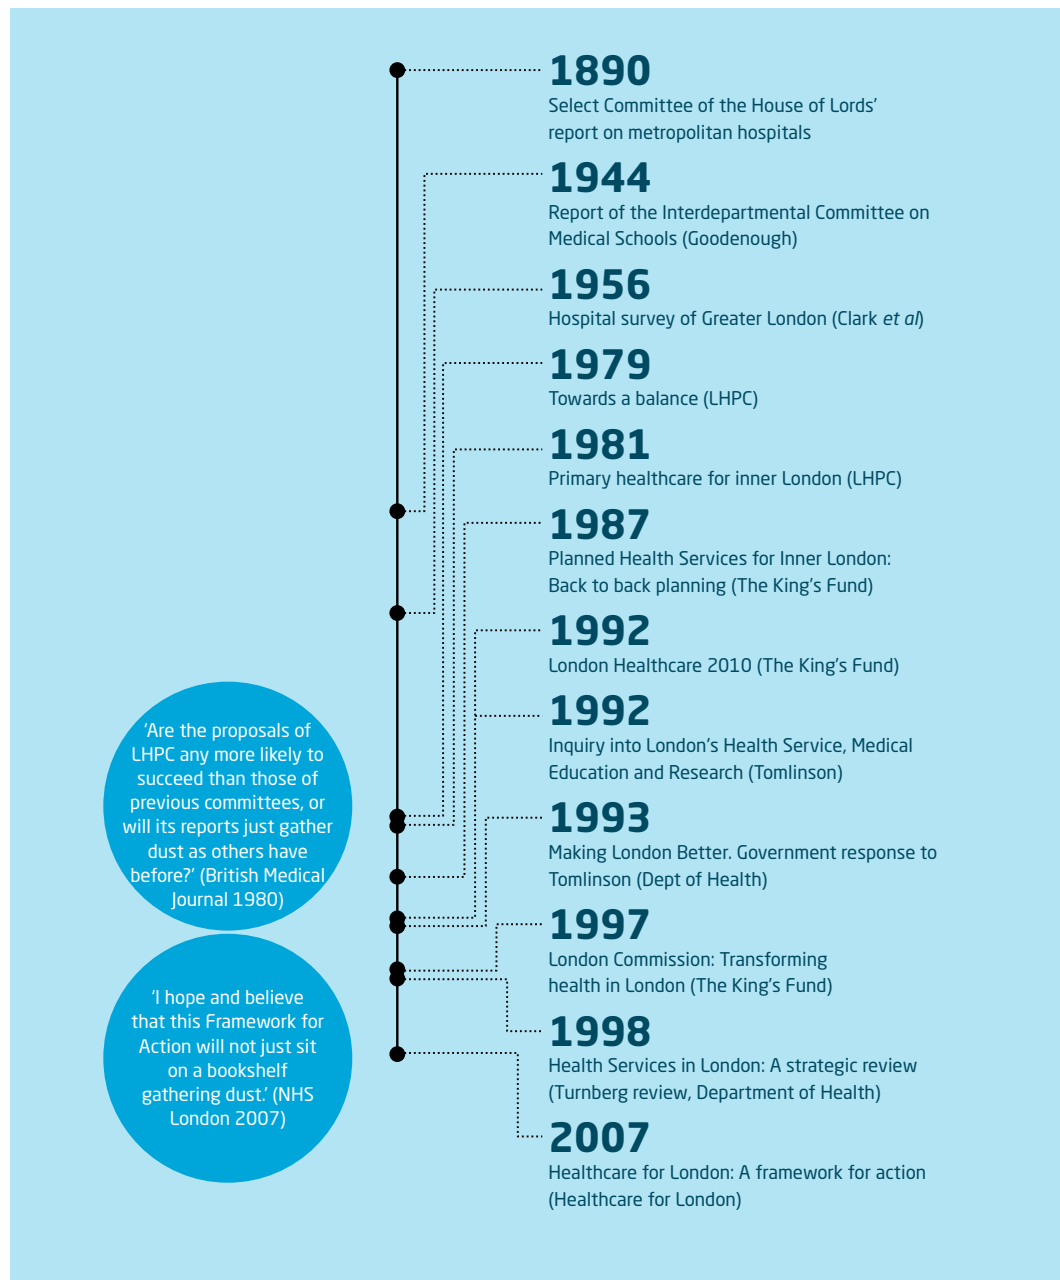 1890
Select Committee of the House of Lords’
report on metropolitan hospitals
1944
Report of the Interdepartmental Committee on
Medical Schools (Goodenough)
1956
Hospital survey of Greater London (Clark et al)
1979
Towards a balance (LHPC)
1981
Primary healthcare for inner London (LHPC)
1987
Planned Health Services for Inner London:
Back to back planning (The King’s Fund)
1992
London Healthcare 2010 (The King’s Fund)
1992
Inquiry into London’s Health Service, Medical
Education and Research (Tomlinson)
1993
Making London Better. Government response to
Tomlinson (Dept of Health)
1997
London Commission: Transforming
health in London (The King’s Fund)
1998
Health Services in London: A strategic review
(Turnberg review, Department of Health)
2007
Healthcare for London: A framework for action
(Healthcare for London)
‘Are the proposals of
LHPC any more likely to
succeed than those of
previous committees, or
will its reports just gather
dust as others have
before?’ (British Medical
Journal 1980)
‘I hope and believe
that this Framework for
Action will not just sit
on a bookshelf
gathering dust.’ (NHS
London 2007)